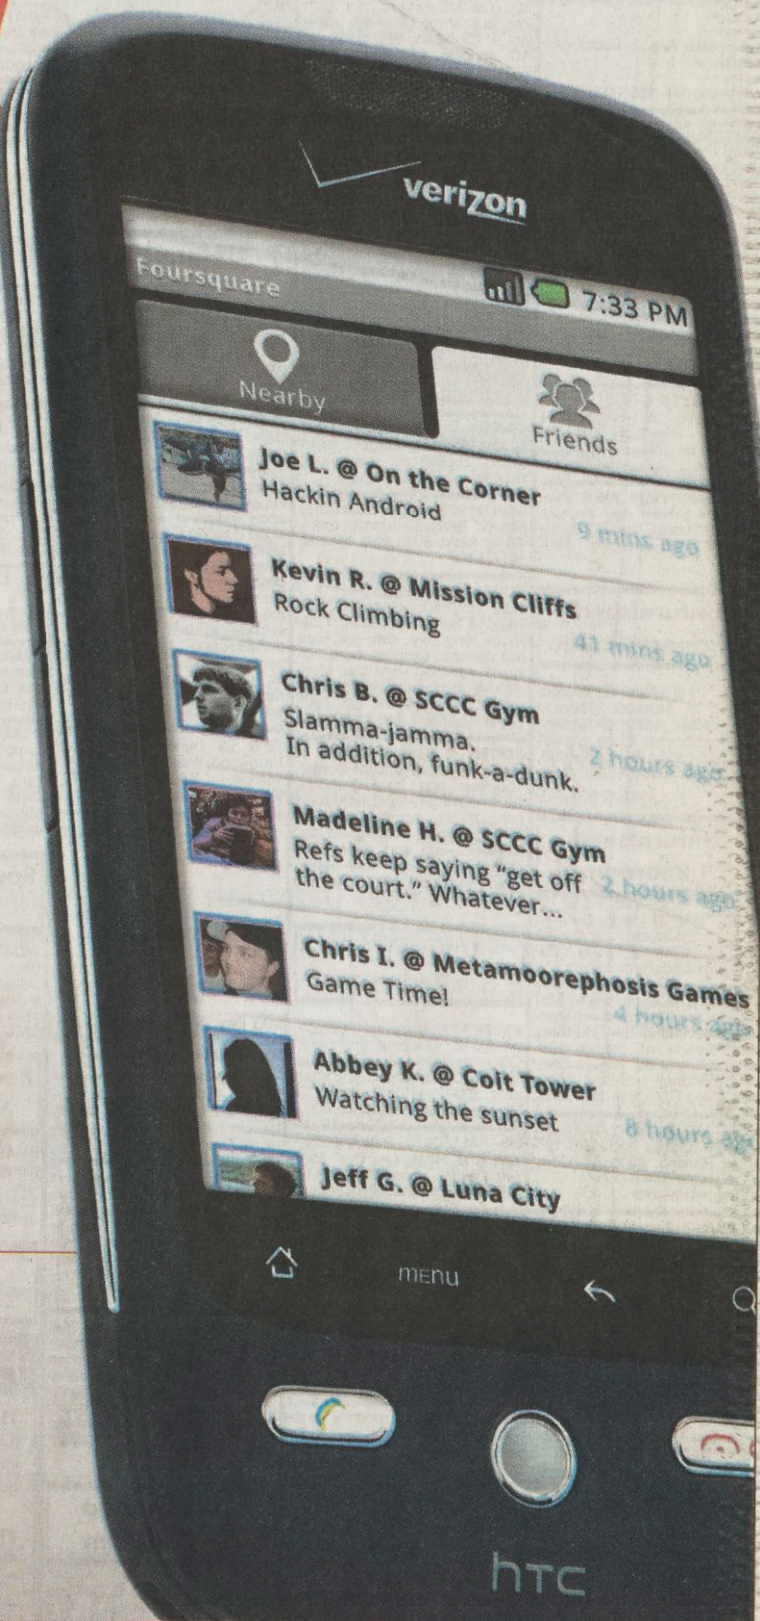 verizon
Foursquare
7:33 PM
Nearby
Friends
Joe L. @ On the Corner
Hackin Android
9 mins ago
Kevin R. @ Mission Cliffs
Rock Climbing
41 mins ago
Chris B. @ SCCC Gym
Slamma-jamma.
In addition, funk-a-dunk.
2 hours ago
Madeline H. @ SCCC Gym
Refs keep saying "get off
the court." Whatever...
2 hours ago
Chris I. @ Metamoorephosis Games
Game Time!
4 hours ago
Abbey K. @ Coit Tower
Watching the sunset
8 hours ago
Jeff G. @ Luna City
menu
hTC